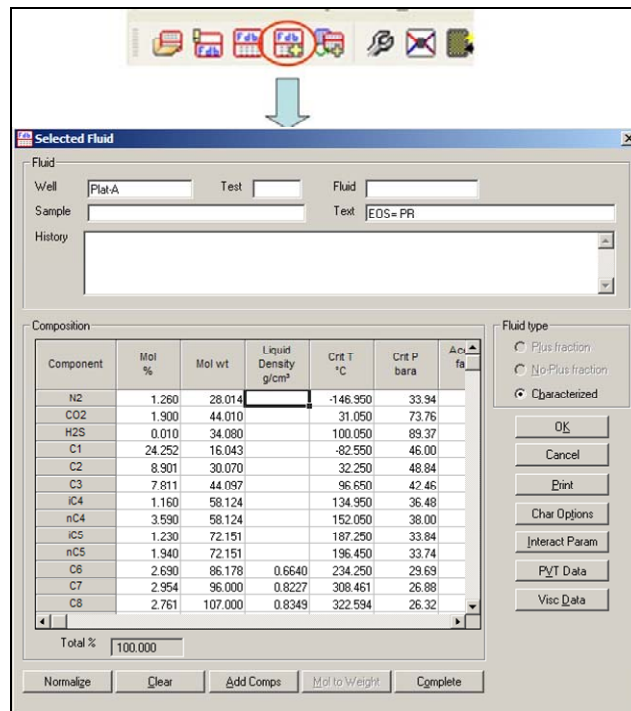 Fdb
Fdb
Fdb
Selected Fluid
Fluid
Well Plat-A Test Fluid
Sample Text EOS= PR
History
Composition
Component Mol % Mol wt Liquid Density g/cm³ Crit T °C Crit P bara
N2 1.260 28.014 -146.950 33.94
CO2 1.900 44.010 31.050 73.76
H2S 0.010 34.080 100.050 89.37
C1 24.252 16.043 -82.550 46.00
C2 8.901 30.070 32.250 48.84
C3 7.811 44.097 96.650 42.46
iC4 1.160 58.124 134.950 36.48
nC4 3.590 58.124 152.050 38.00
iC5 1.230 72.151 187.250 33.84
nC5 1.940 72.151 196.450 33.74
C6 2.690 86.178 0.6640 234.250 29.69
C7 2.954 96.000 0.8227 308.461 26.88
C8 2.761 107.000 0.8349 322.594 26.32
Total % 100.000
Normalize Clear Add Comps Mol to Weight Complete
Fluid type
Plus fraction
No-Plus fraction
Characterized
OK
Cancel
Print
Char Options
Interact Param
PVT Data
Visc Data